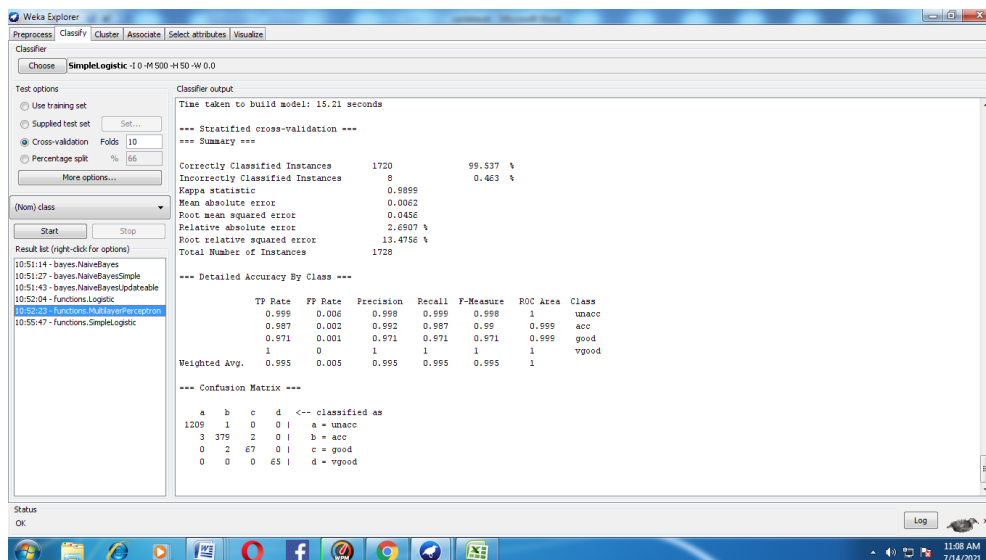 Weka Explorer
Preprocess Classify Cluster Associate Select attributes Visualize
Classifier
Choose SimpleLogistic -I 0 -M 500 -H 50 -W 0.0
Test options
Use training set
Supplied test set Set...
Cross-validation Folds 10
Percentage split % 66
More options...
(Nom) class
Start Stop
Result list (right-click for options)
10:51:14 - bayes.NaiveBayes
10:51:27 - bayes.NaiveBayesSimple
10:51:43 - bayes.NaiveBayesUpdateable
10:52:04 - functions.Logistic
10:52:23 - functions.MultilayerPerceptron
10:55:47 - functions.SimpleLogistic
Classifier output
Time taken to build model: 15.21 seconds
=== Stratified cross-validation ===
=== Summary ===
Correctly Classified Instances 1720 99.537 %
Incorrectly Classified Instances 8 0.463 %
Kappa statistic 0.9899
Mean absolute error 0.0062
Root mean squared error 0.0456
Relative absolute error 2.6907 %
Root relative squared error 13.4756 %
Total Number of Instances 1728
=== Detailed Accuracy By Class ===
TP Rate FP Rate Precision Recall F-Measure ROC Area Class
0.999 0.006 0.998 0.999 0.998 1 unacc
0.987 0.002 0.992 0.987 0.99 0.999 acc
0.971 0.001 0.971 0.971 0.971 0.999 good
1 0 1 1 1 1 vgood
Weighted Avg. 0.995 0.005 0.995 0.995 0.995 1
=== Confusion Matrix ===
a b c d <-- classified as
1209 1 0 0 | a = unacc
3 379 2 0 | b = acc
0 2 67 0 | c = good
0 0 0 65 | d = vgood
Status
OK
Log
x
11:08 AM
7/14/2021